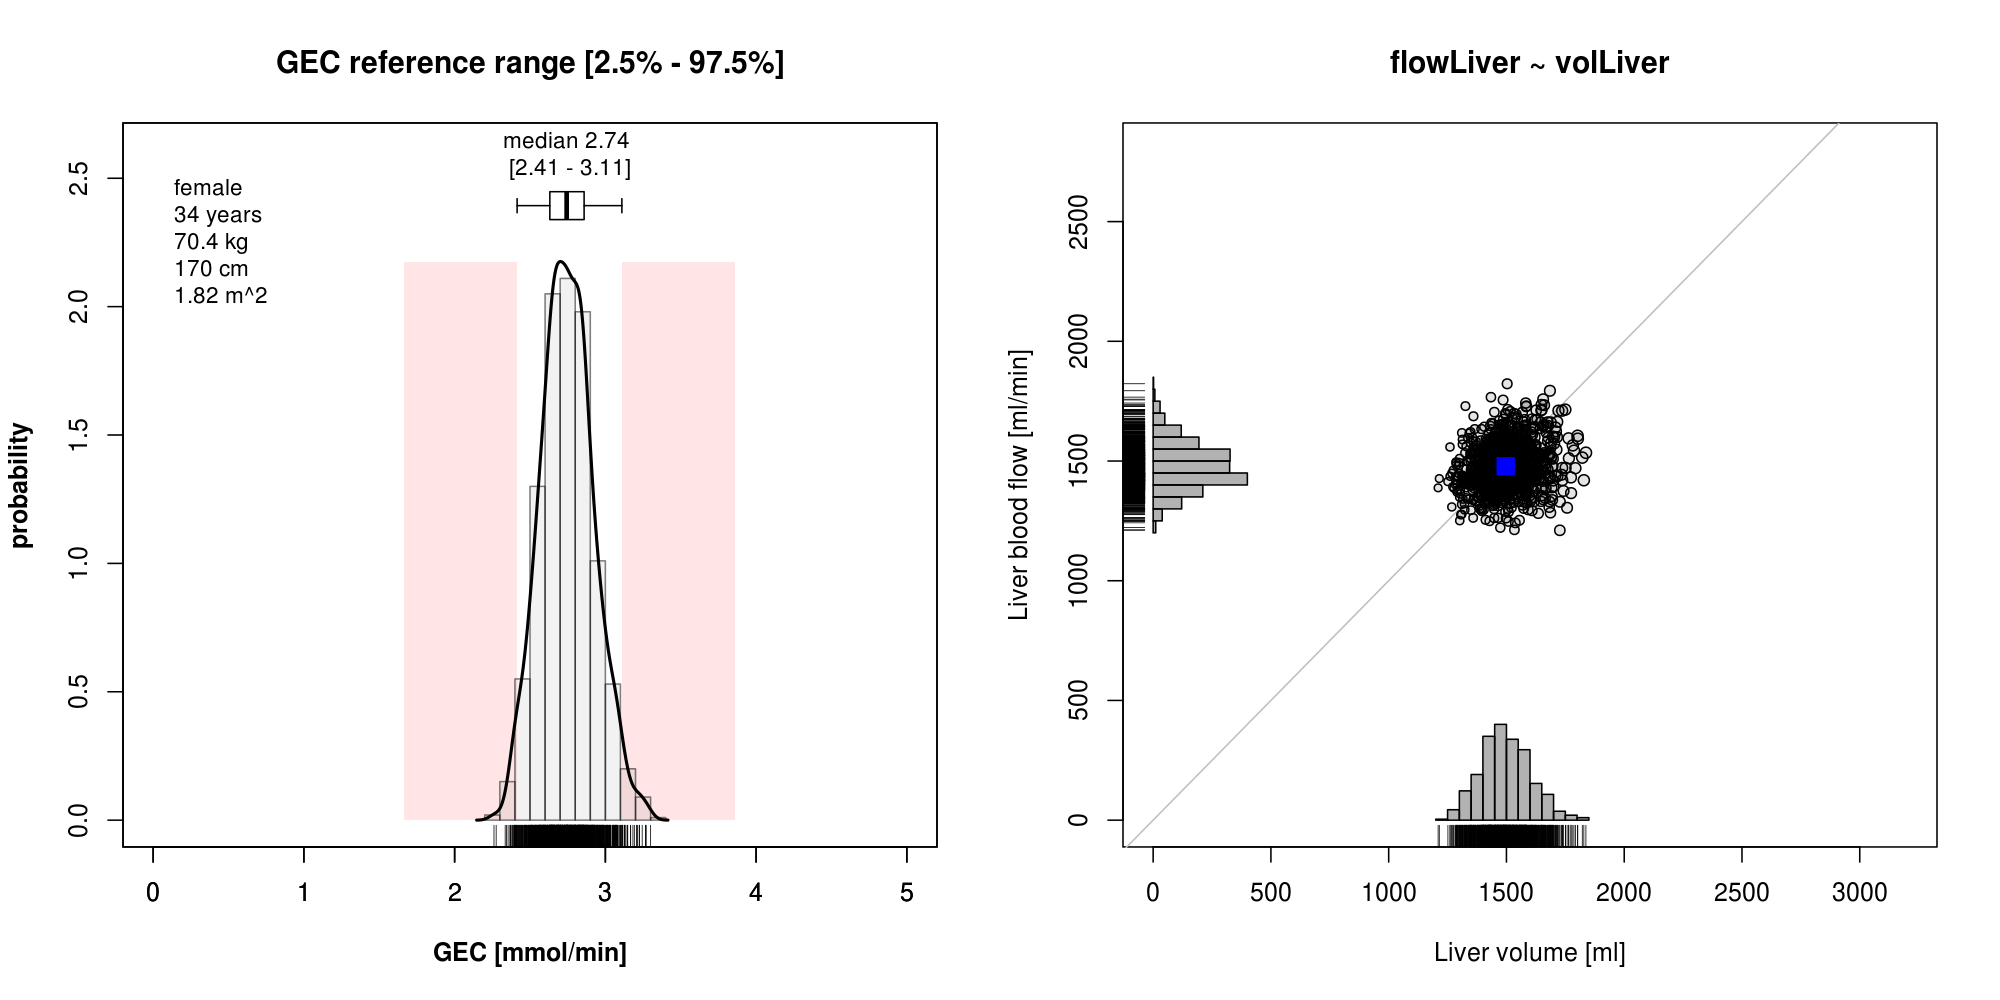 GEC reference range [2.5% - 97.5%]
median 2.74
[2.41 - 3.11]
female
34 years
70.4 kg
170 cm
1.82 m^2
probability
2.5
2.0
1.5
1.0
0.5
0.0
0 1 2 3 4 5
GEC [mmol/min]
flowLiver ~ volLiver
Liver blood flow [ml/min]
2500
2000
1500
1000
500
0
0 500 1000 1500 2000 2500 3000
Liver volume [ml]